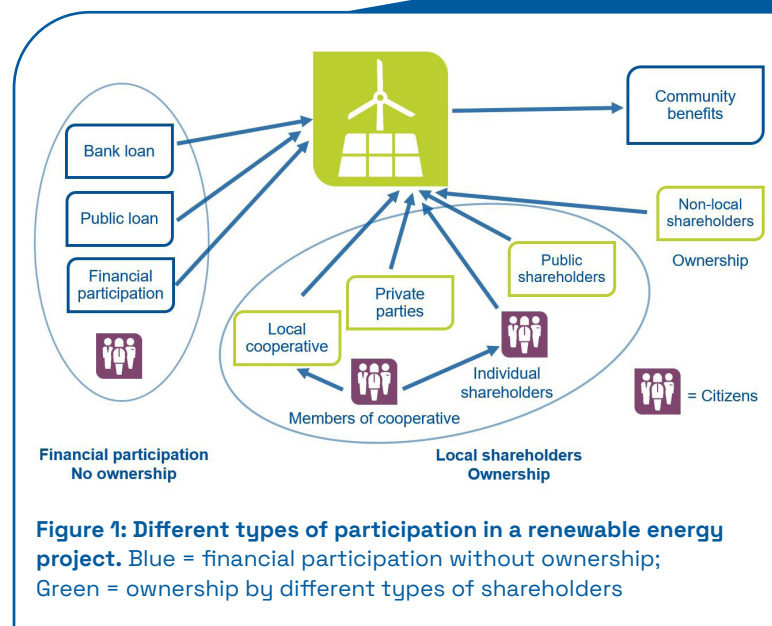 Bank loan
Public loan
Financial
participation
Community
benefits
Non-local
shareholders
Ownership
Public
shareholders
Private
parties
Local
cooperative
Individual
shareholders
Members of cooperative
= Citizens
Financial participation
No ownership
Local shareholders
Ownership
Figure 1: Different types of participation in a renewable energy
project. Blue = financial participation without ownership;
Green = ownership by different types of shareholders